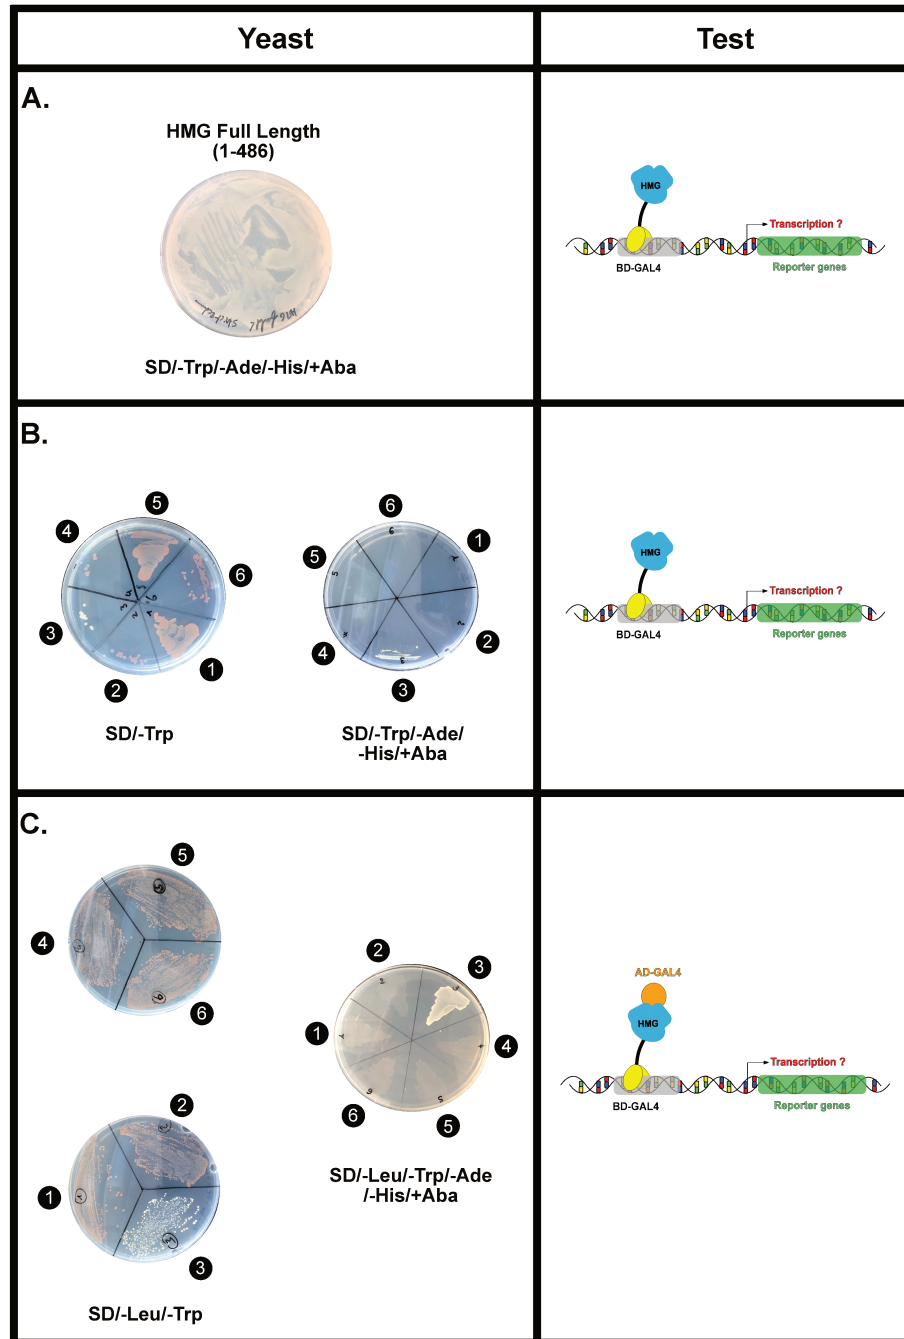 Yeast
Test
A.
HMG Full Length
(1-486)
SD/-Trp/-Ade/-His/+Aba
HMG
Transcription ?
BD-GAL4
Reporter genes
B.
5
4
6
3
1
2
SD/-Trp
6
1
5
2
4
3
SD/-Trp/-Ade/
-His/+Aba
HMG
Transcription ?
BD-GAL4
Reporter genes
C.
5
4
6
2
1
3
SD/-Leu/-Trp
2
3
1
4
6
5
SD/-Leu/-Trp/-Ade
/-His/+Aba
AD-GAL4
HMG
Transcription ?
BD-GAL4
Reporter genes